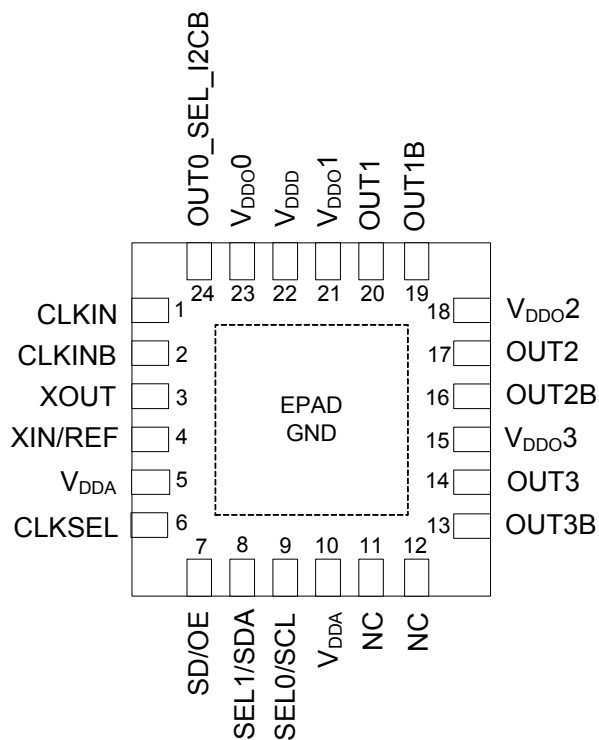 OUT0_SEL_I2CB
VDDO0
VDDD
VDDO1
OUT1
OUT1B
24
23
22
21
20
19
CLKIN
1
CLKINB
2
XOUT
3
XIN/REF
4
VDDA
5
CLKSEL
6
EPAD
GND
18
VDDO2
17
OUT2
16
OUT2B
15
VDDO3
14
OUT3
13
OUT3B
7
8
9
10
11
12
SD/OE
SEL1/SDA
SEL0/SCL
VDDA
NC
NC